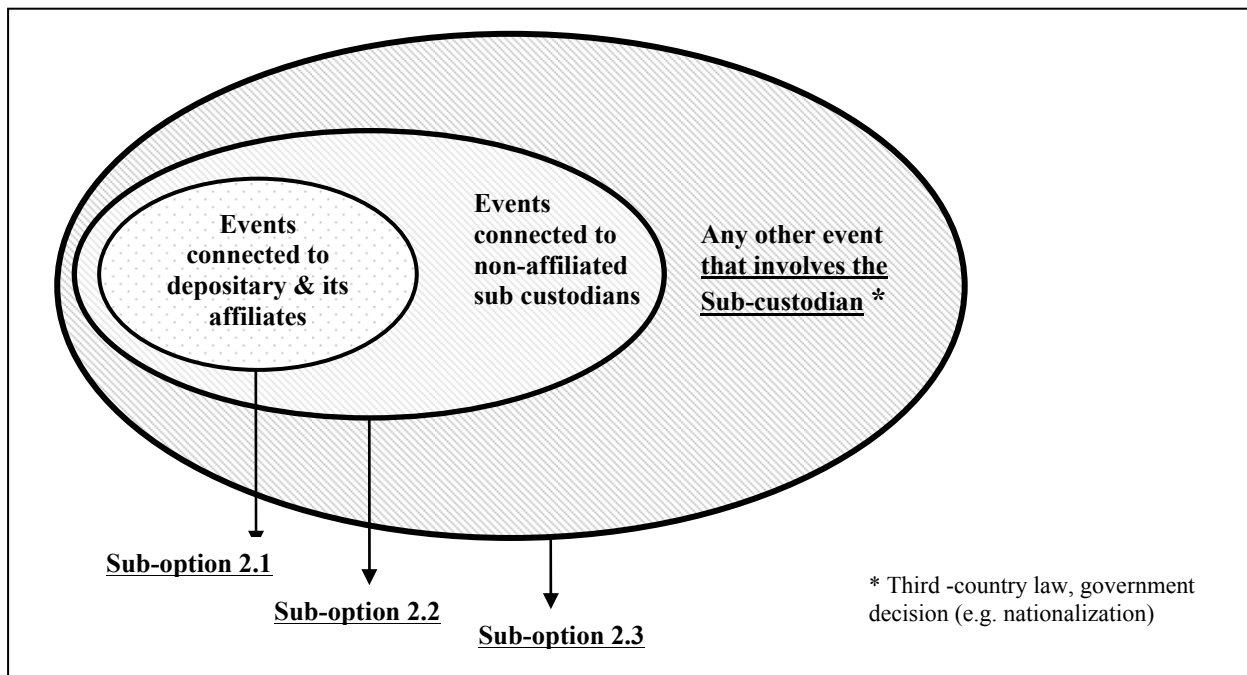 Events
connected to
depositary & its
affiliates
Events
connected to
non-affiliated
sub custodians
Any other event
that involves the
Sub-custodian *
Sub-option 2.1
Sub-option 2.2
Sub-option 2.3
* Third -country law, government
decision (e.g. nationalization)